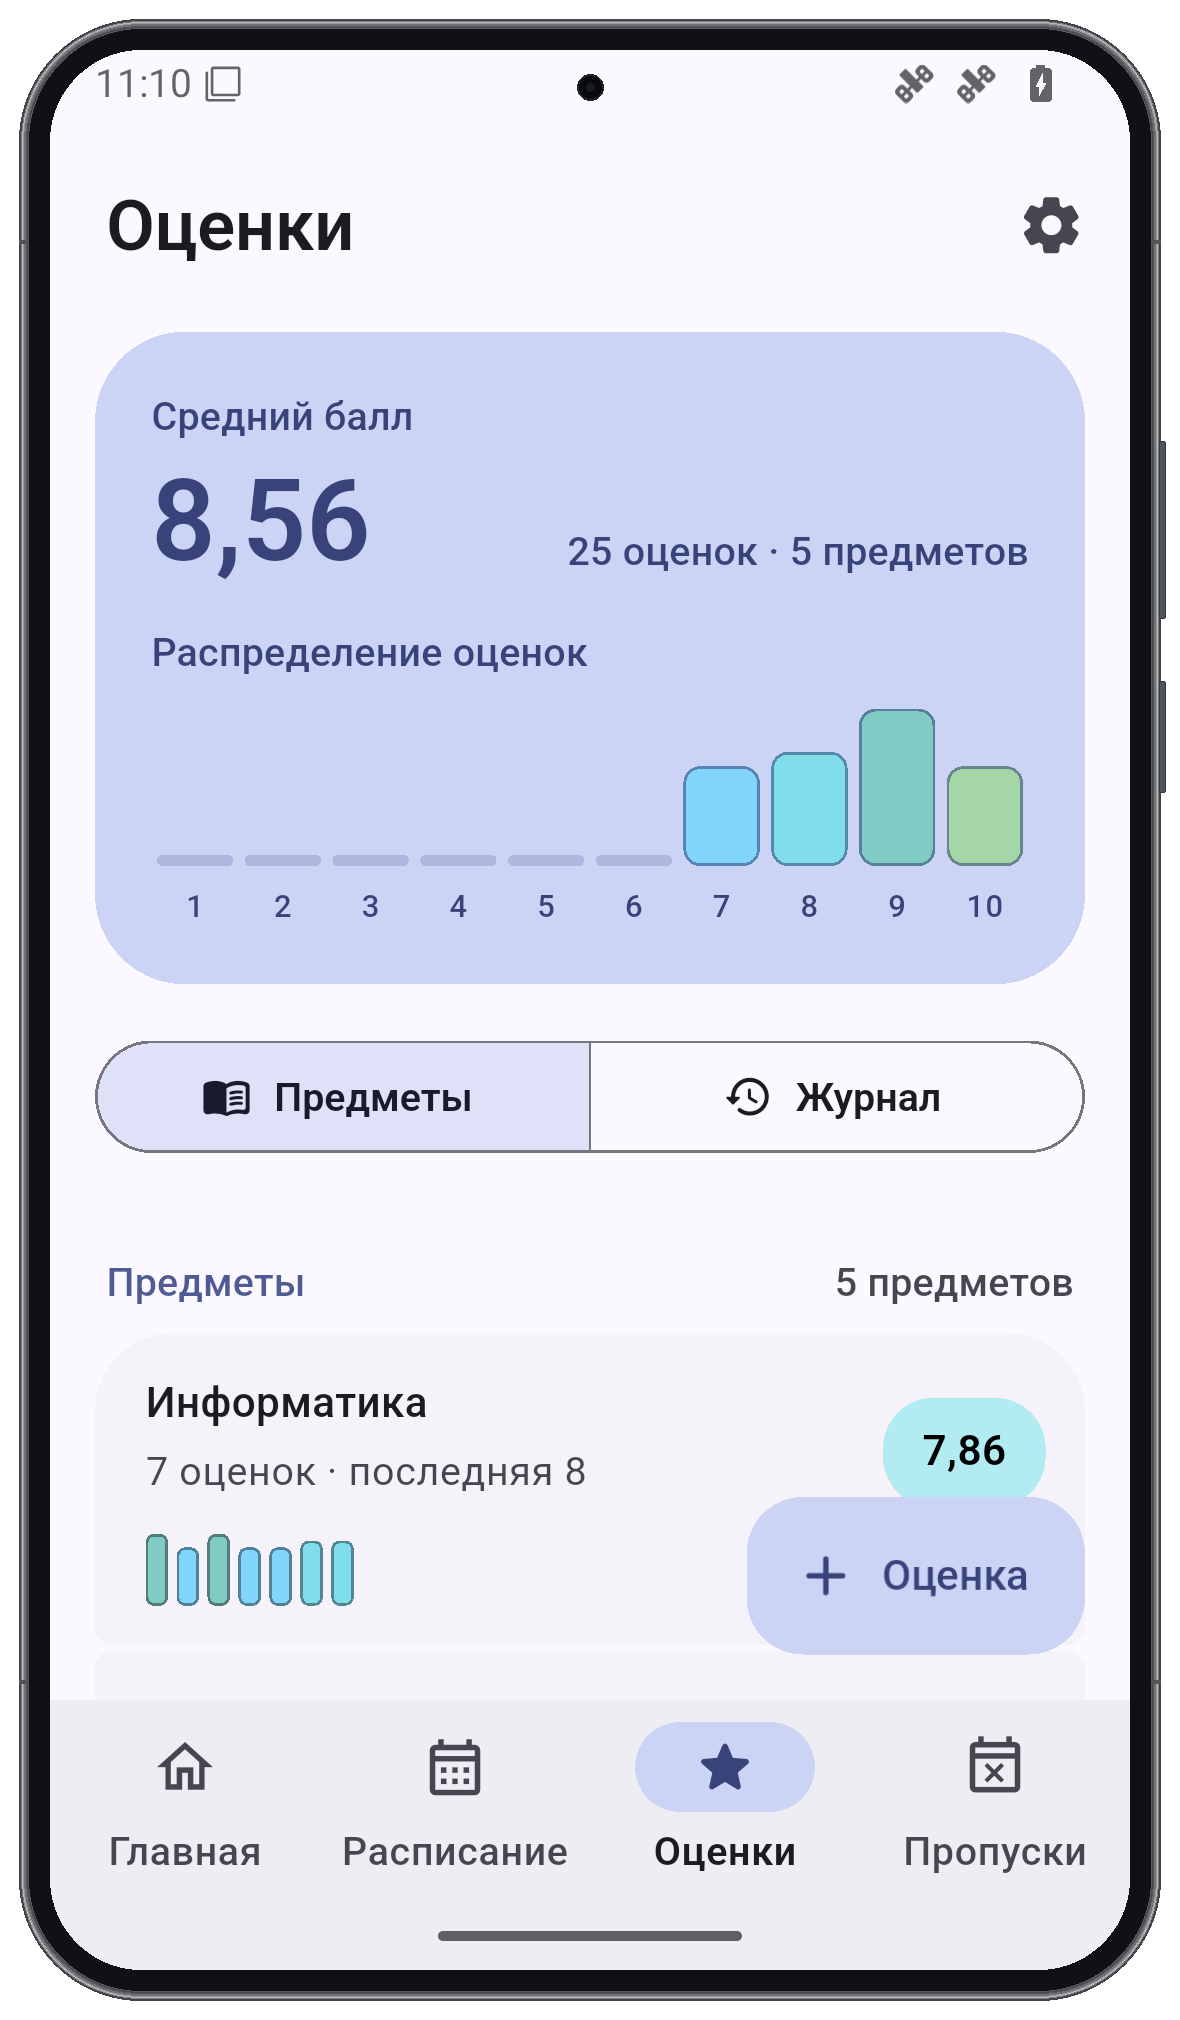 11:10
Оценки
Средний балл
8,56
25 оценок · 5 предметов
Распределение оценок
1 2 3 4 5 6 7 8 9 10
Предметы
Журнал
Предметы
5 предметов
Информатика
7 оценок · последняя 8
7,86
+ Оценка
Главная
Расписание
Оценки
Пропуски